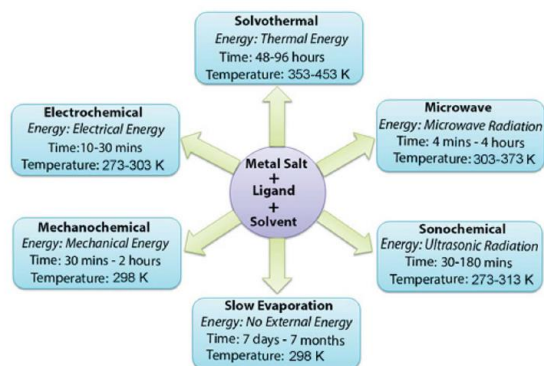 Solvothermal
Energy: Thermal Energy
Time: 48-96 hours
Temperature: 353-453 K
Electrochemical
Energy: Electrical Energy
Time:10-30 mins
Temperature: 273-303 K
Microwave
Energy: Microwave Radiation
Time: 4 mins - 4 hours
Temperature:303-373 K
Metal Salt
+
Ligand
+
Solvent
Mechanochemical
Energy: Mechanical Energy
Time: 30 mins - 2 hours
Temperature: 298 K
Sonochemical
Energy: Ultrasonic Radiation
Time: 30-180 mins
Temperature: 273-313 K
Slow Evaporation
Energy: No External Energy
Time: 7 days - 7 months
Temperature: 298 K